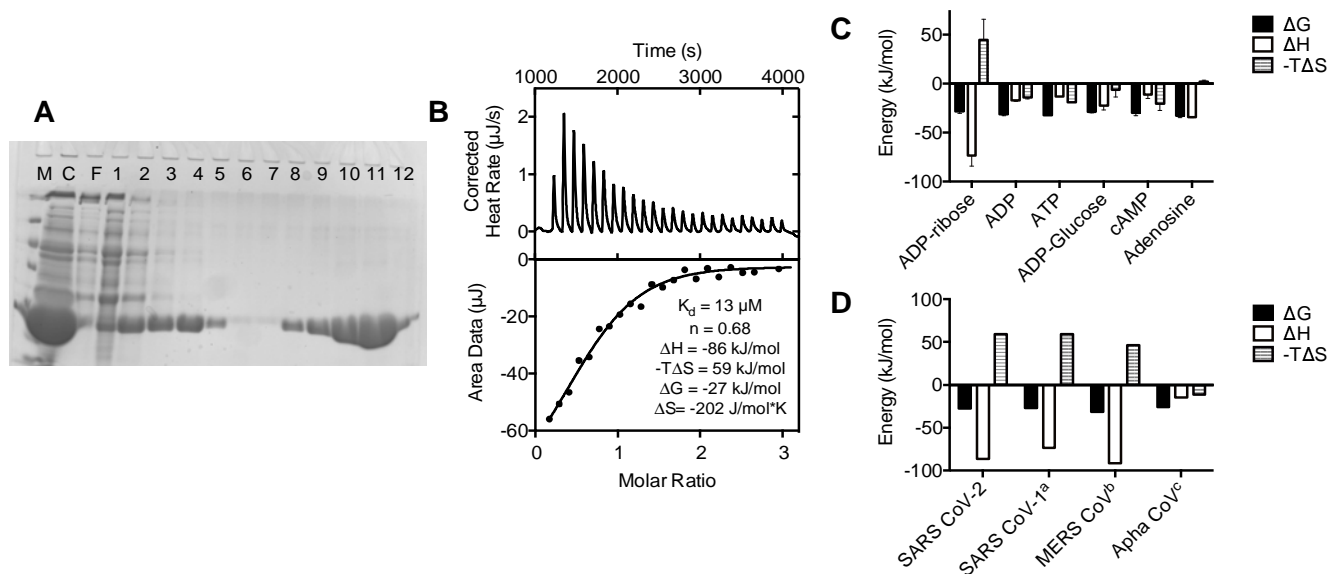 A
M C F 1 2 3 4 5 6 7 8 9 10 11 12
B
Time (s)
1000 2000 3000 4000
Corrected
Heat Rate (µJ/s)
2
1
0
Area Data (µJ)
0
-20
-40
-60
K_d = 13 µM
n = 0.68
ΔH = -86 kJ/mol
-TΔS = 59 kJ/mol
ΔG = -27 kJ/mol
ΔS= -202 J/mol*K
0 1 2 3
Molar Ratio
C
Energy (kJ/mol)
50
0
-50
-100
ADP-ribose
ADP
ATP
ADP-Glucose
cAMP
Adenosine
ΔG
ΔH
-TΔS
D
Energy (kJ/mol)
100
50
0
-50
-100
SARS CoV-2
SARS CoV-1ᵃ
MERS CoVᵇ
Apha CoVᶜ
ΔG
ΔH
-TΔS